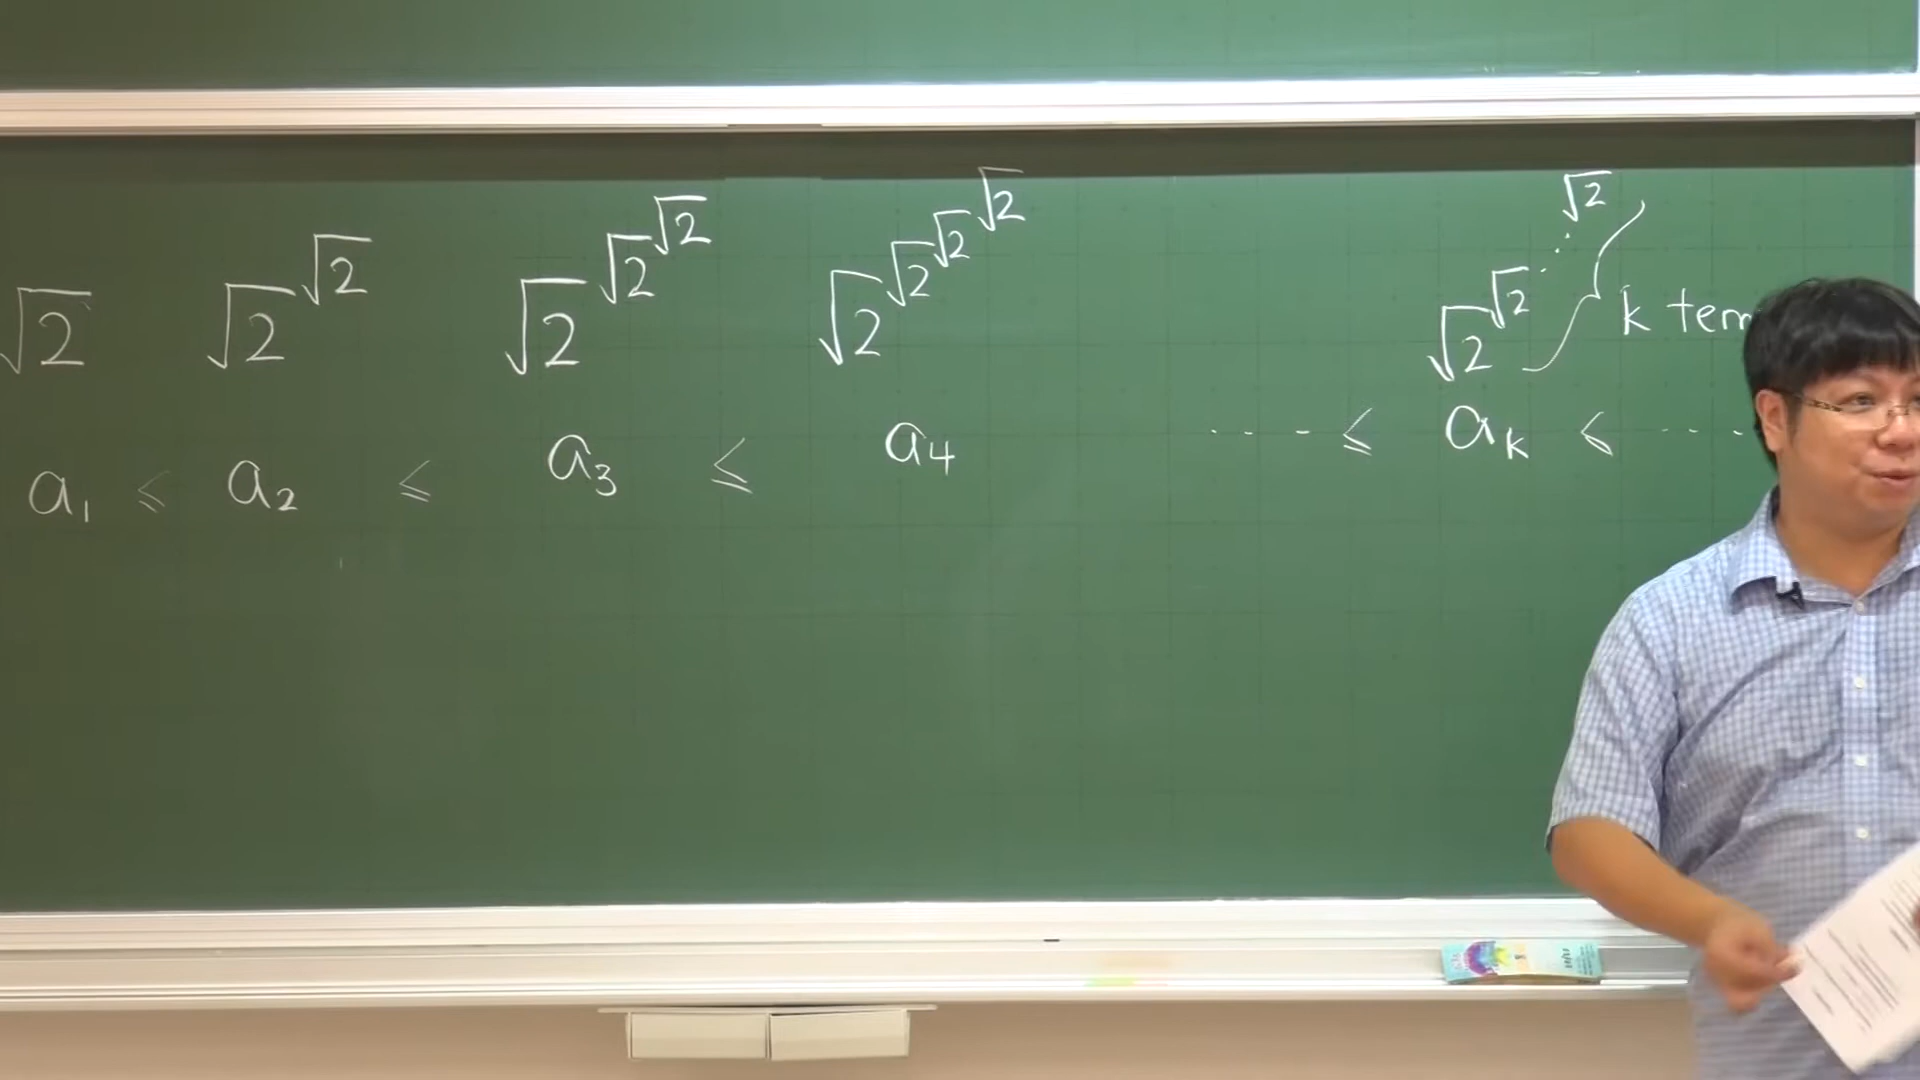 √2 √2^√2 √2^√2^√2 √2^√2^√2^√2 √2^√2^⋰^√2 } k
a₁ ≤ a₂ ≤ a₃ ≤ a₄ ---- ≤ aₖ ≤ ----